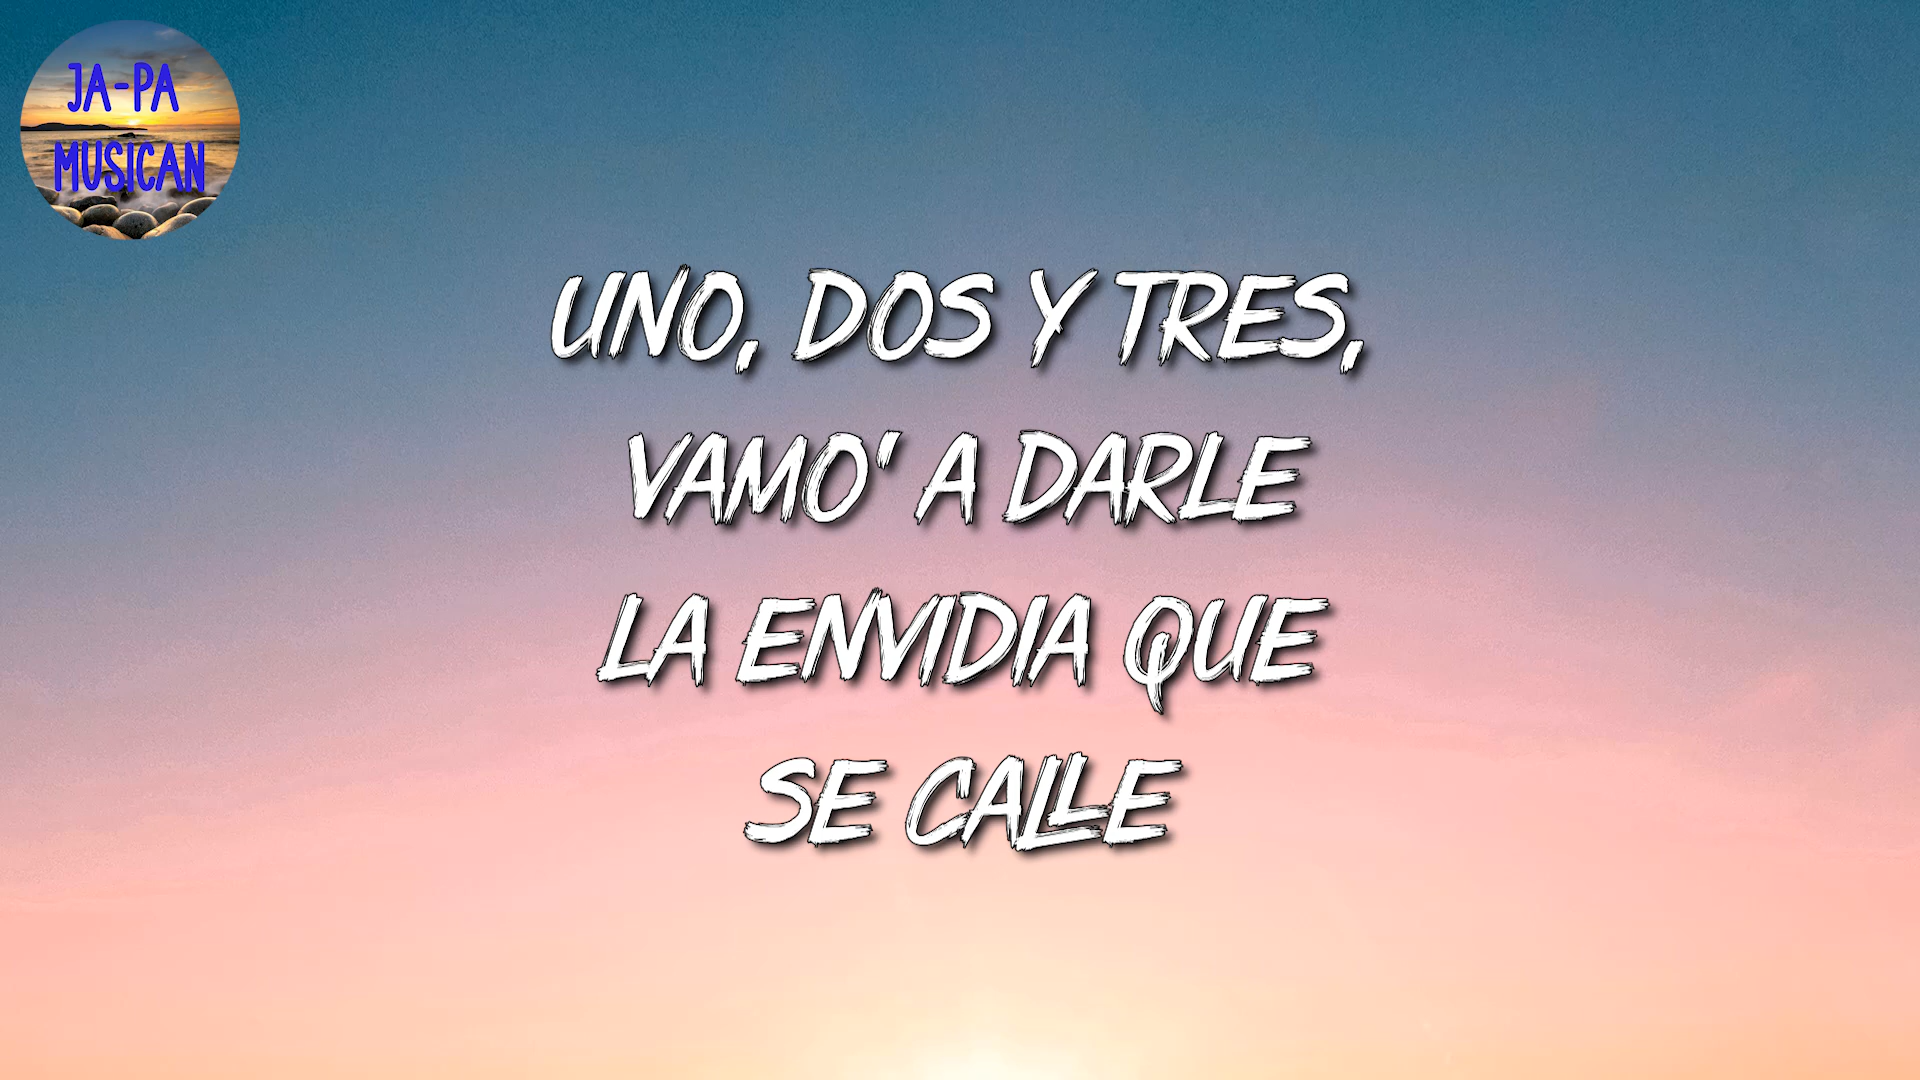 JA-PA
MUSICAN
UNO, DOS Y TRES,
VAMO' A DARLE
LA ENVIDIA QUE
SE CALLE